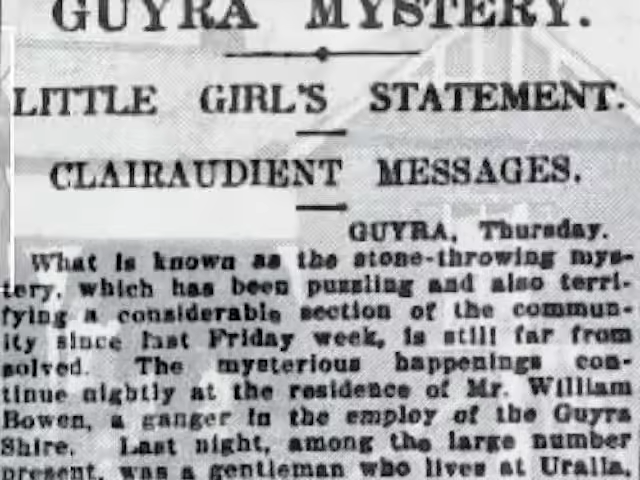 GUYRA MYSTERY.
LITTLE GIRL'S STATEMENT.
CLAIRAUDIENT MESSAGES.
GUYRA, Thursday.
What is known as the stone-throwing mys-
tery, which has been puzzling and also terri-
fying a considerable section of the commun-
ity since last Friday week, is still far from
solved. The mysterious happenings con-
tinue nightly at the residence of Mr. William
Bowen, a ganger in the employ of the Guyra
Shire. Last night, among the large number
present, was a gentleman who lives at Uralla,